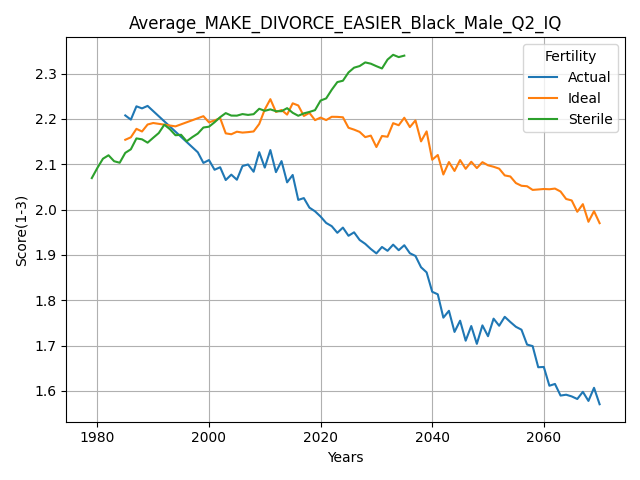 Average_MAKE_DIVORCE_EASIER_Black_Male_Q2_IQ
Fertility
Actual
Ideal
Sterile
Score(1-3)
2.3
2.2
2.1
2.0
1.9
1.8
1.7
1.6
1980 2000 2020 2040 2060
Years